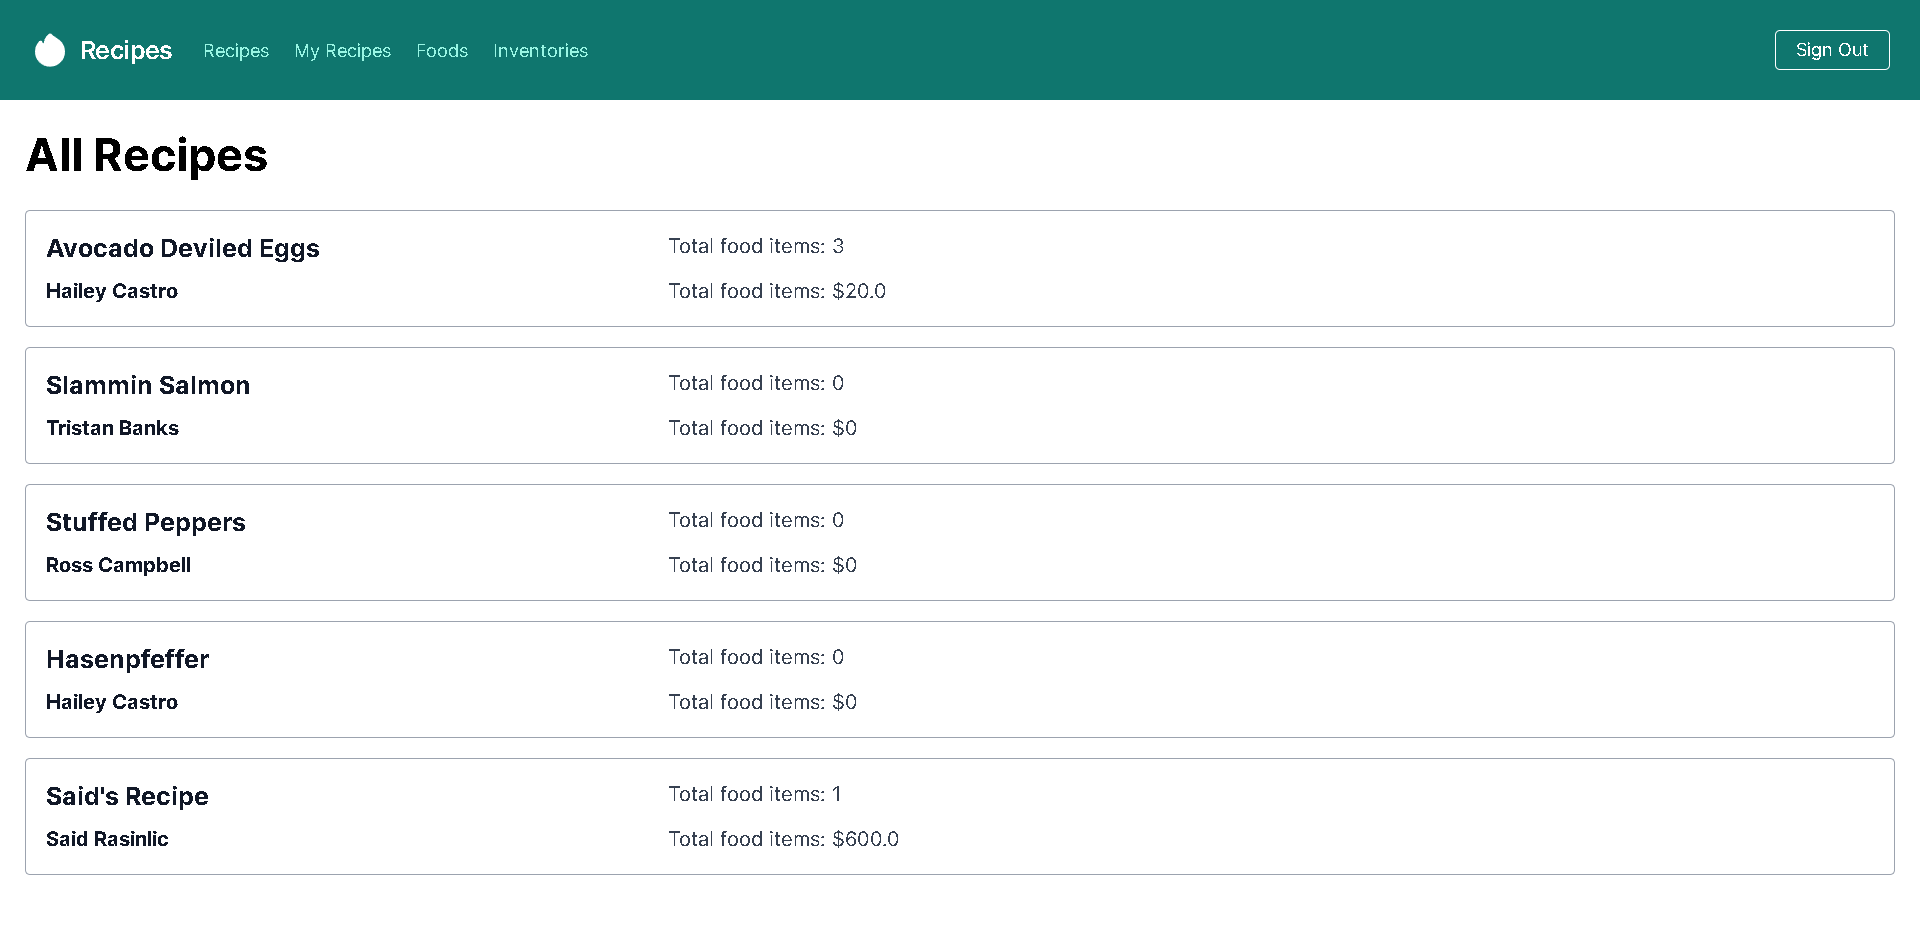 Recipes Recipes My Recipes Foods Inventories Sign Out
All Recipes
Avocado Deviled Eggs Total food items: 3
Hailey Castro Total food items: $20.0
Slammin Salmon Total food items: 0
Tristan Banks Total food items: $0
Stuffed Peppers Total food items: 0
Ross Campbell Total food items: $0
Hasenpfeffer Total food items: 0
Hailey Castro Total food items: $0
Said's Recipe Total food items: 1
Said Rasinlic Total food items: $600.0